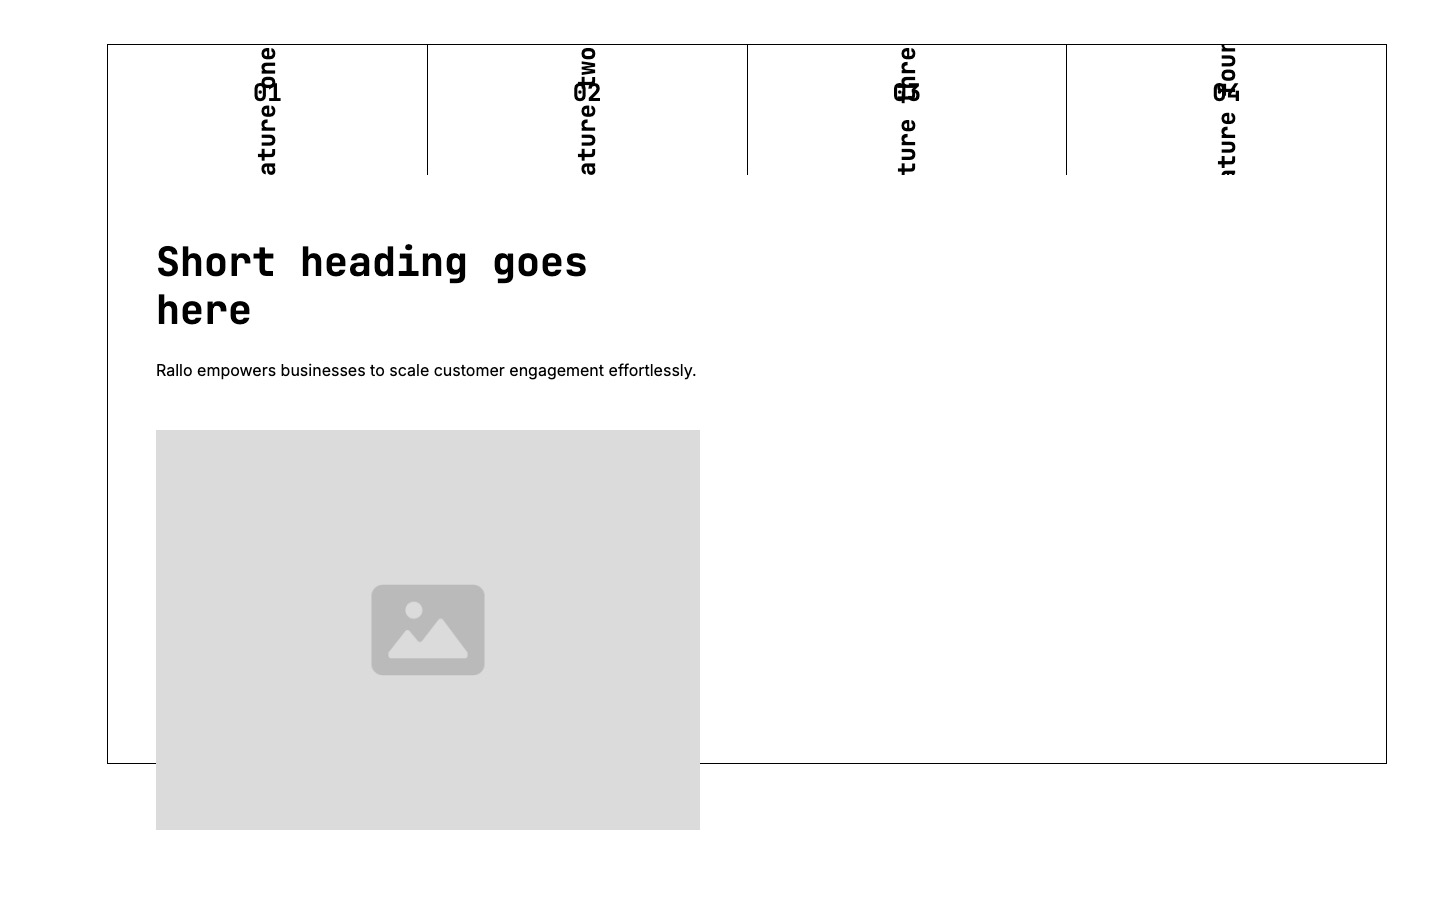 01
02
03
04
ature one
ature two
ture thre
ture four
Short heading goes
here
Rallo empowers businesses to scale customer engagement effortlessly.